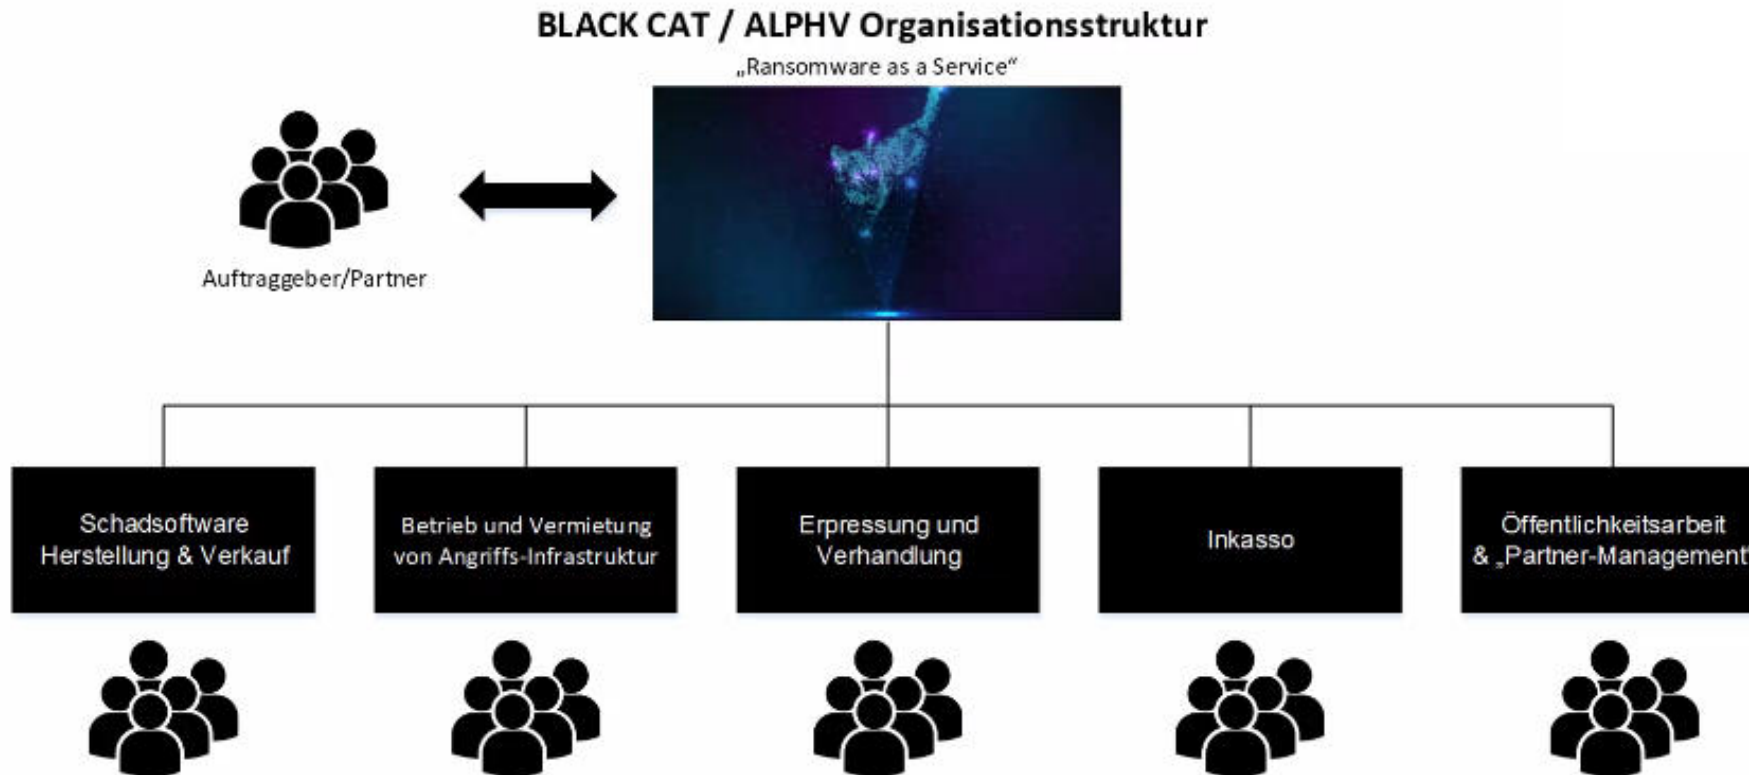 BLACK CAT / ALPHV Organisationsstruktur
„Ransomware as a Service“
Auftraggeber/Partner
Schadsoftware
Herstellung & Verkauf
Betrieb und Vermietung
von Angriffs-Infrastruktur
Erpressung und
Verhandlung
Inkasso
Öffentlichkeitsarbeit
& „Partner-Management“